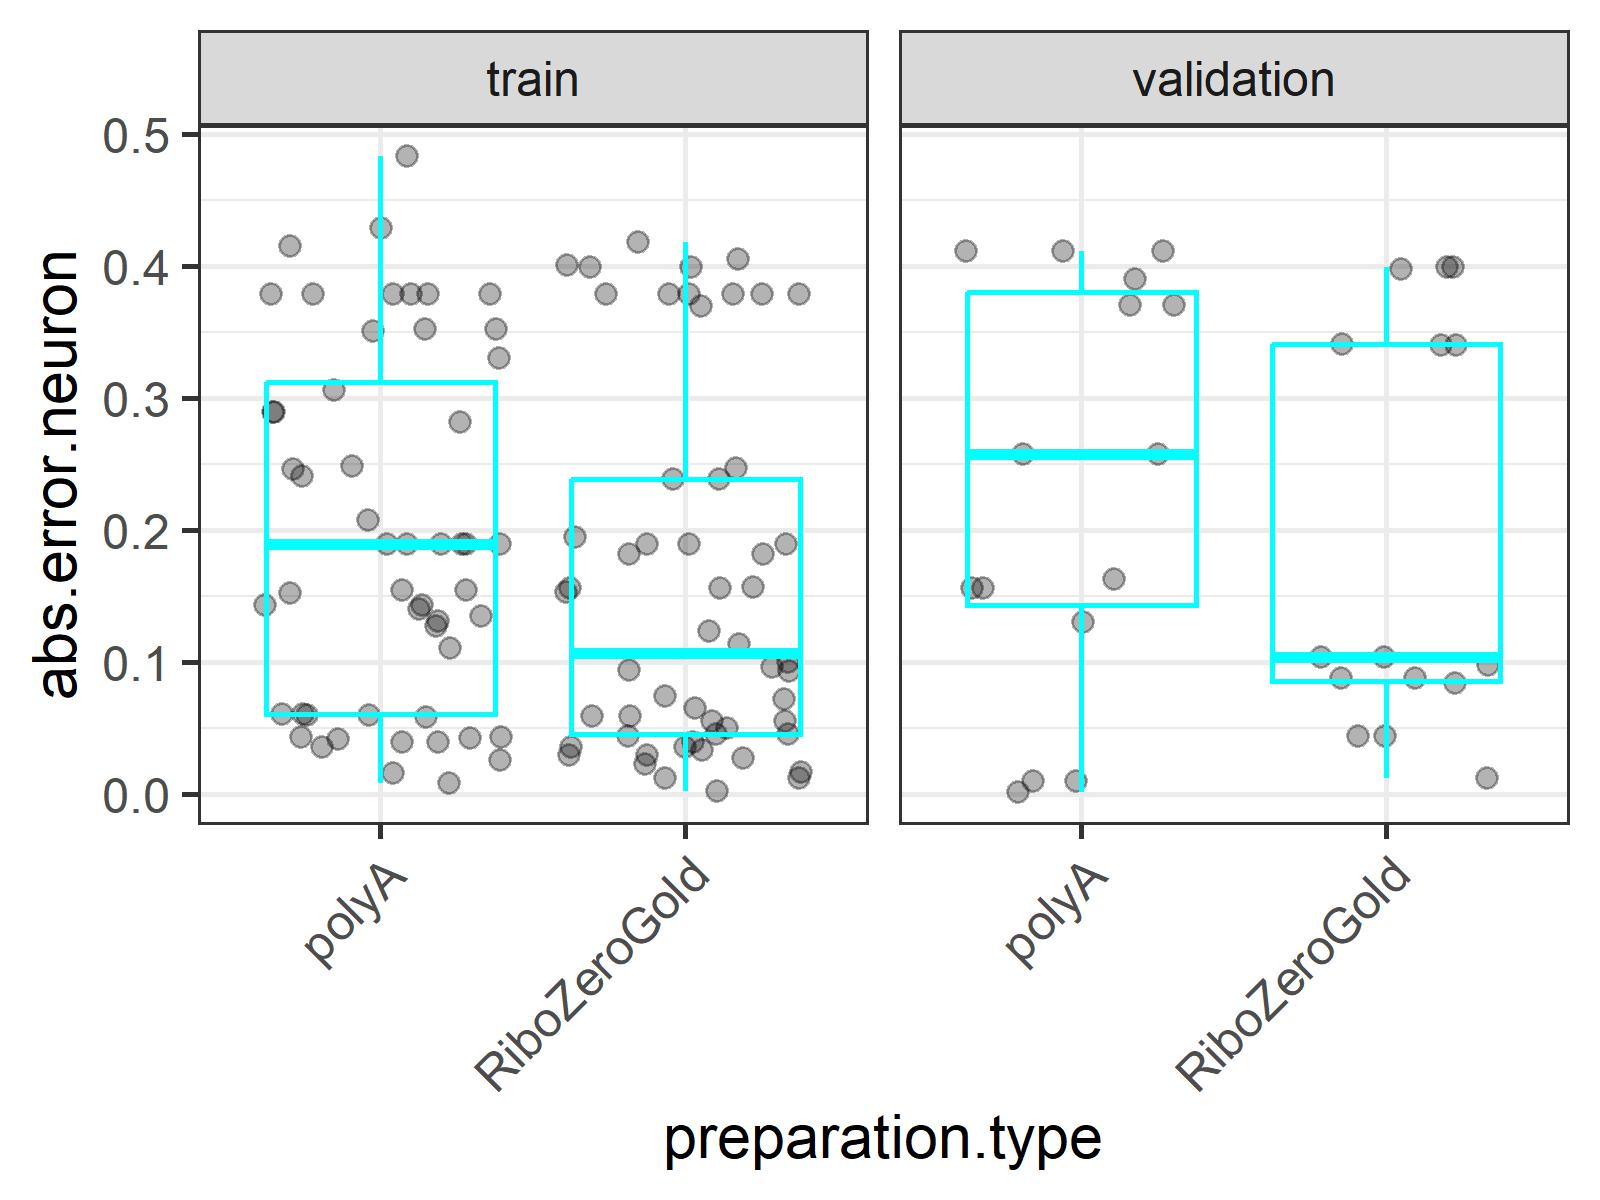 train
validation
abs.error.neuron
0.5
0.4
0.3
0.2
0.1
0.0
polyA
RiboZeroGold
polyA
RiboZeroGold
preparation.type